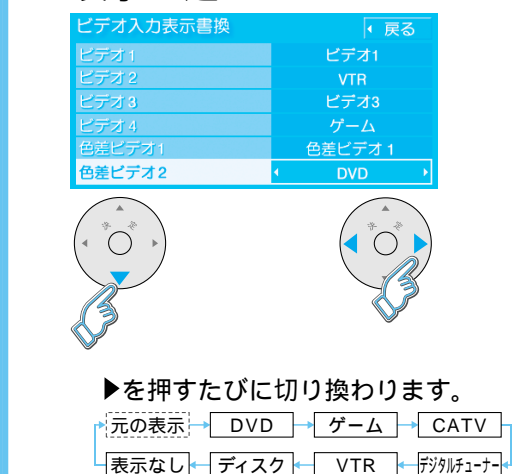 ビデオ入力表示書換 戻る
ビデオ1 ビデオ1
ビデオ2 VTR
ビデオ3 ビデオ3
ビデオ4 ゲーム
色差ビデオ1 色差ビデオ1
色差ビデオ2 DVD
決定 決定
▶を押すたびに切り換わります。
元の表示 DVD ゲーム CATV
表示なし ディスク VTR デジタルチューナー